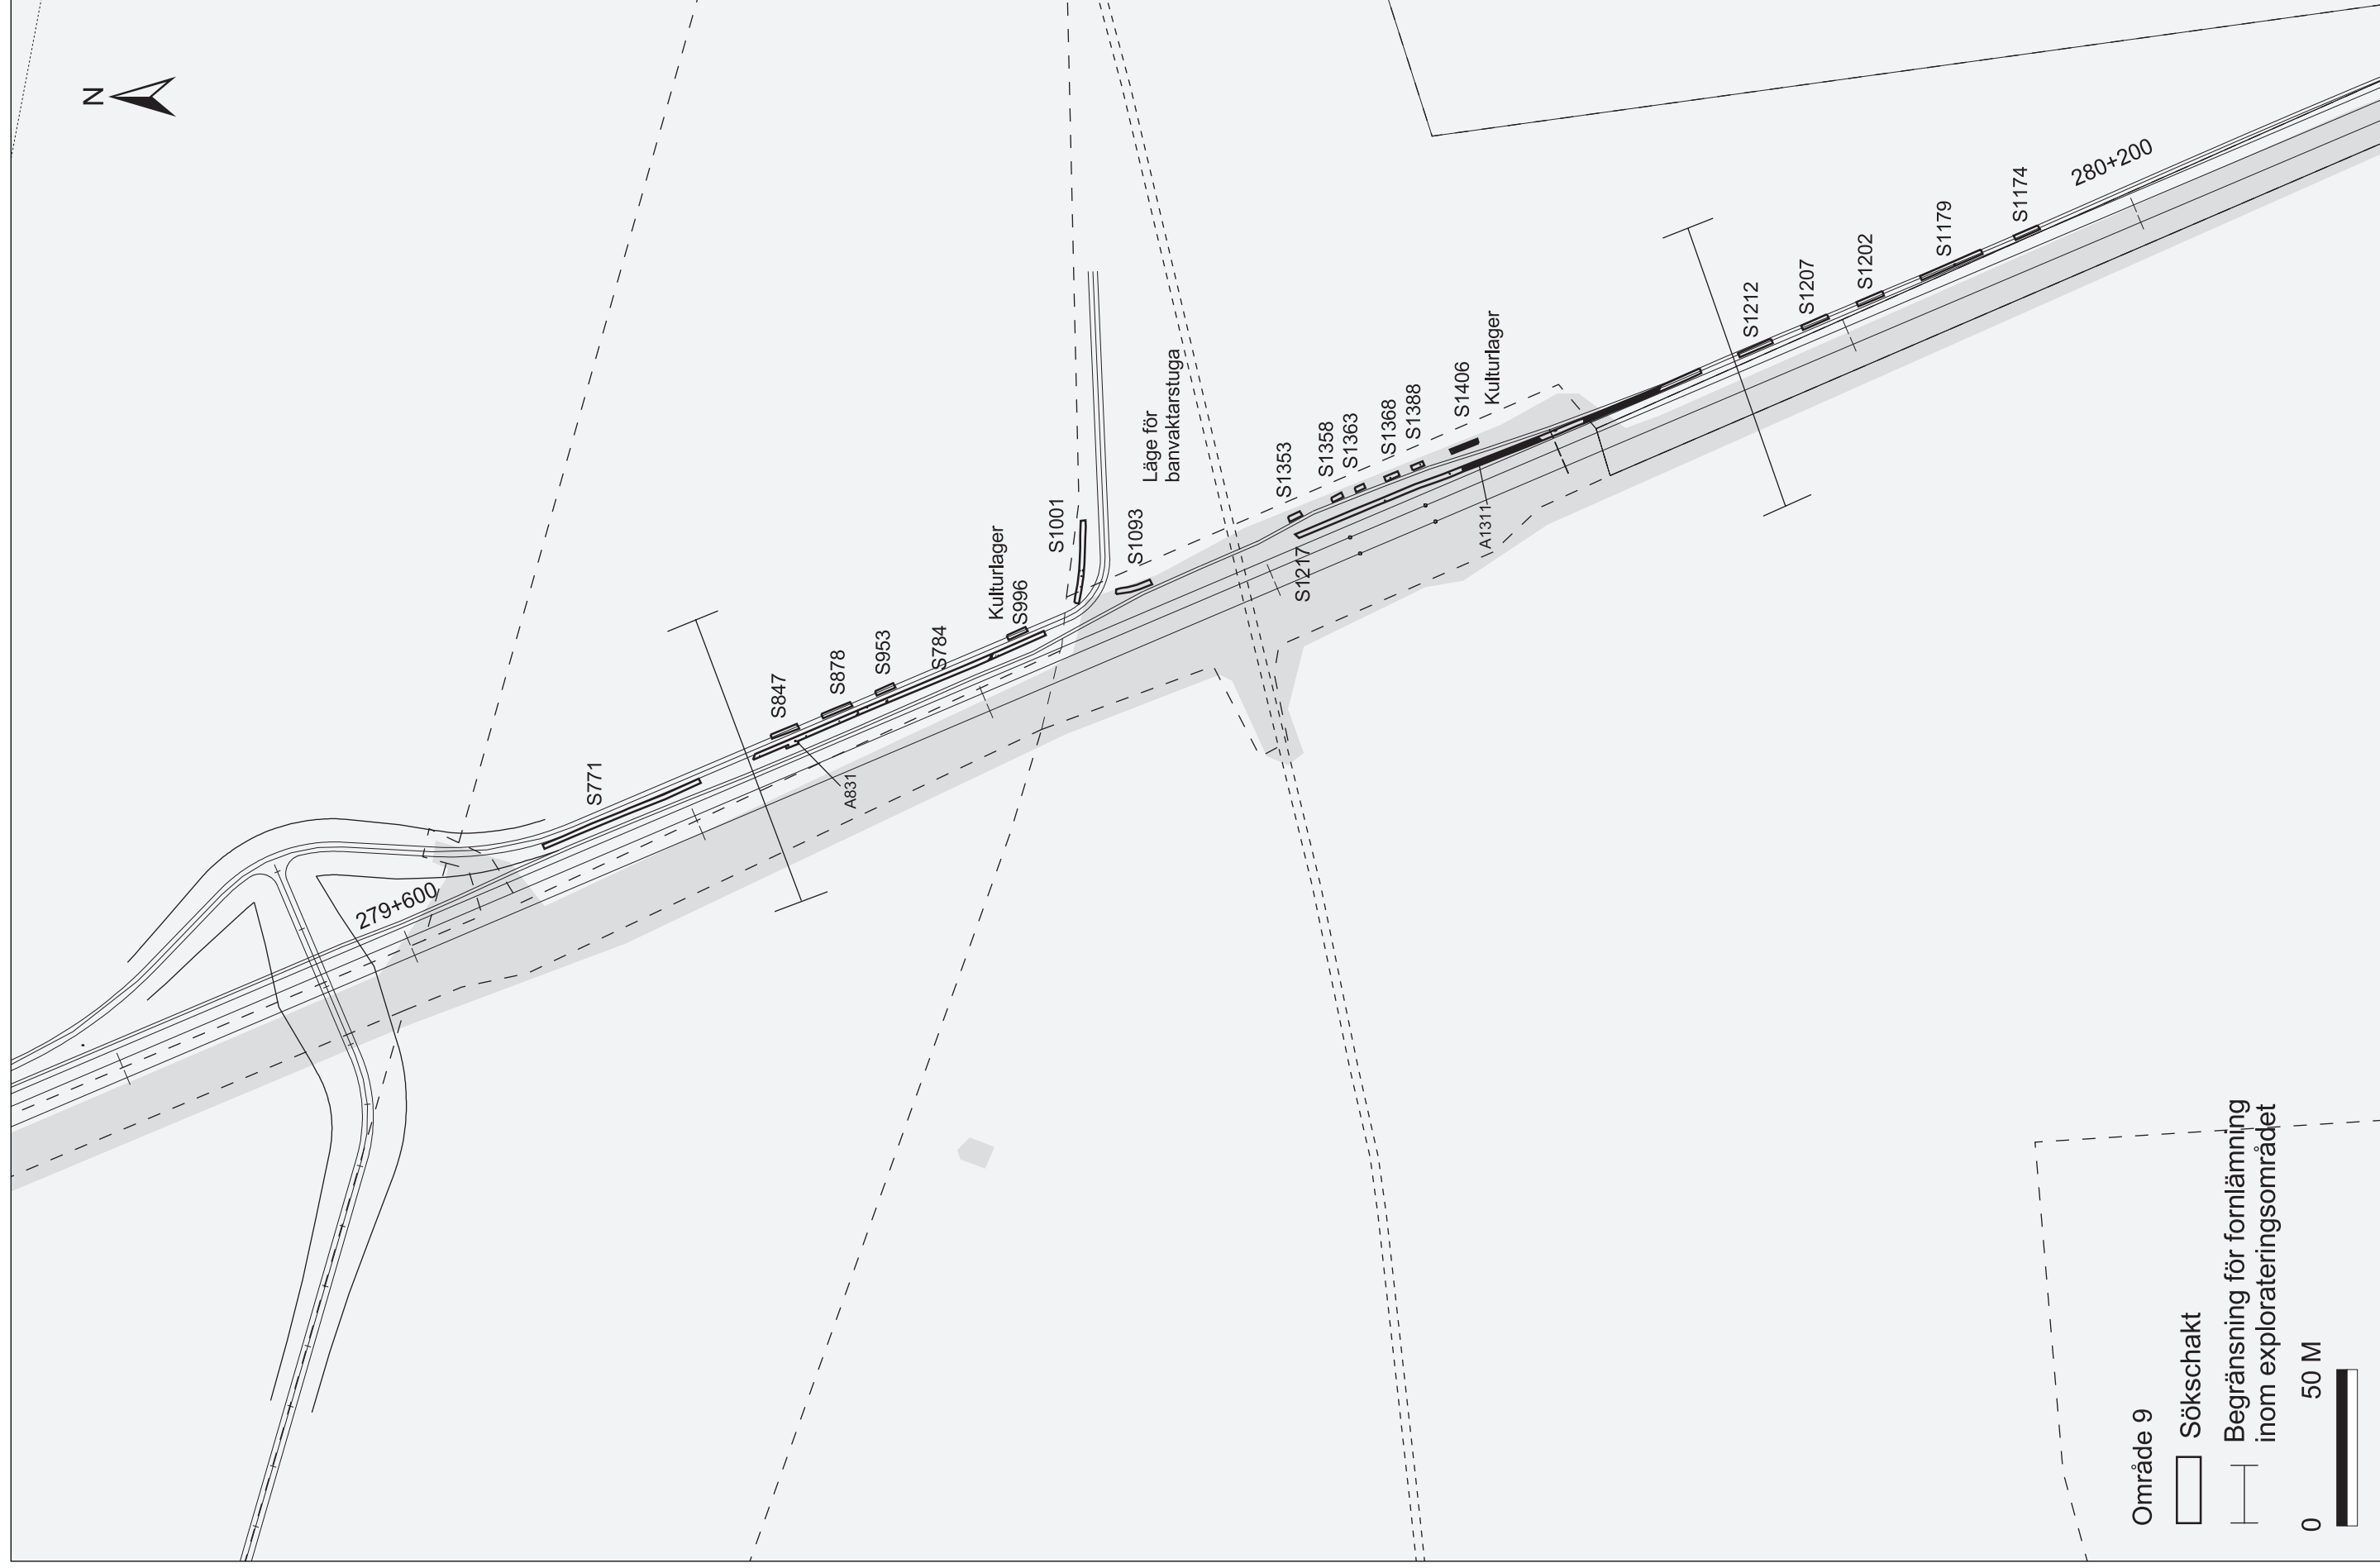 N
279+600
S771
S847
S878
S953
S784
A831
Kulturlager
S996
S1001
S1093
Läge för
banvaktarstuga
S1353
S1358
S1363
S1368
S1388
S1406
Kulturlager
S1217
A1311
S1212
S1207
S1202
S1179
S1174
280+200
Område 9
Sökschakt
Begränsning för fornlämning
inom exploateringsområdet
0 50 M